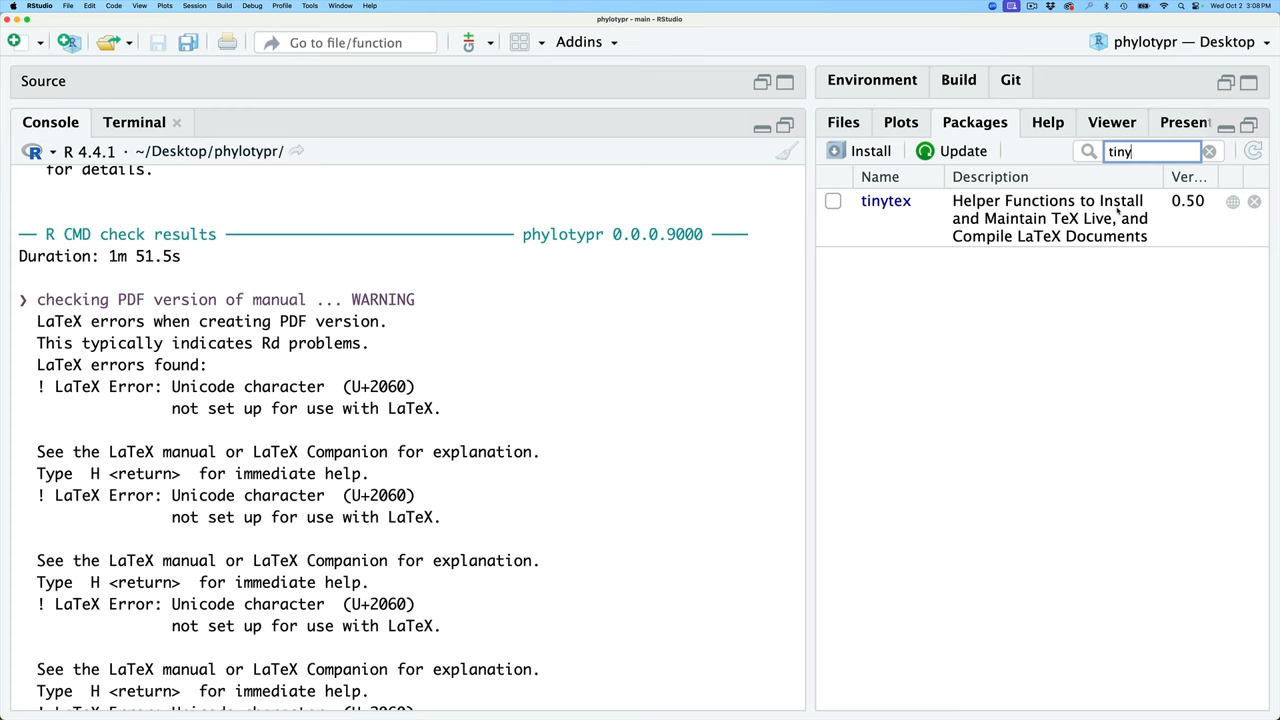 RStudio File Edit Code View Plots Session Build Debug Profile Tools Window Help Wed Oct 2 3:08 PM
phylotypr - main - RStudio
Go to file/function Addins phylotypr — Desktop
Source
Console Terminal
R 4.4.1 · ~/Desktop/phylotypr/
for details.
── R CMD check results ── phylotypr 0.0.0.9000 ──
Duration: 1m 51.5s
❯ checking PDF version of manual ... WARNING
LaTeX errors when creating PDF version.
This typically indicates Rd problems.
LaTeX errors found:
! LaTeX Error: Unicode character (U+2060)
not set up for use with LaTeX.
See the LaTeX manual or LaTeX Companion for explanation.
Type H <return> for immediate help.
! LaTeX Error: Unicode character (U+2060)
not set up for use with LaTeX.
See the LaTeX manual or LaTeX Companion for explanation.
Type H <return> for immediate help.
! LaTeX Error: Unicode character (U+2060)
not set up for use with LaTeX.
See the LaTeX manual or LaTeX Companion for explanation.
Type H <return> for immediate help.
Environment Build Git
Files Plots Packages Help Viewer Present
Install Update tiny
Name Description Ver...
tinytex Helper Functions to Install 0.50
and Maintain TeX Live, and
Compile LaTeX Documents